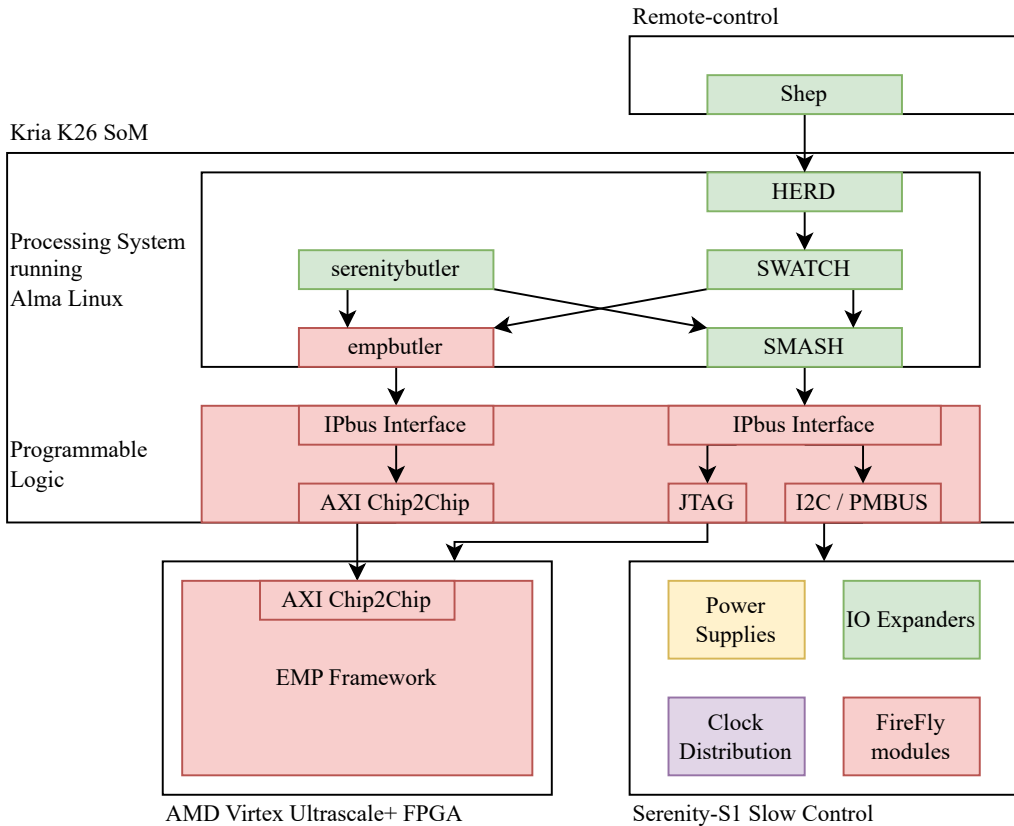 Remote-control
Shep
Kria K26 SoM
HERD
Processing System
running
Alma Linux
serenitybutler
SWATCH
empbutler
SMASH
IPbus Interface
IPbus Interface
Programmable
Logic
AXI Chip2Chip
JTAG
I2C / PMBUS
AXI Chip2Chip
EMP Framework
Power
Supplies
IO Expanders
Clock
Distribution
FireFly
modules
AMD Virtex Ultrascale+ FPGA
Serenity-S1 Slow Control